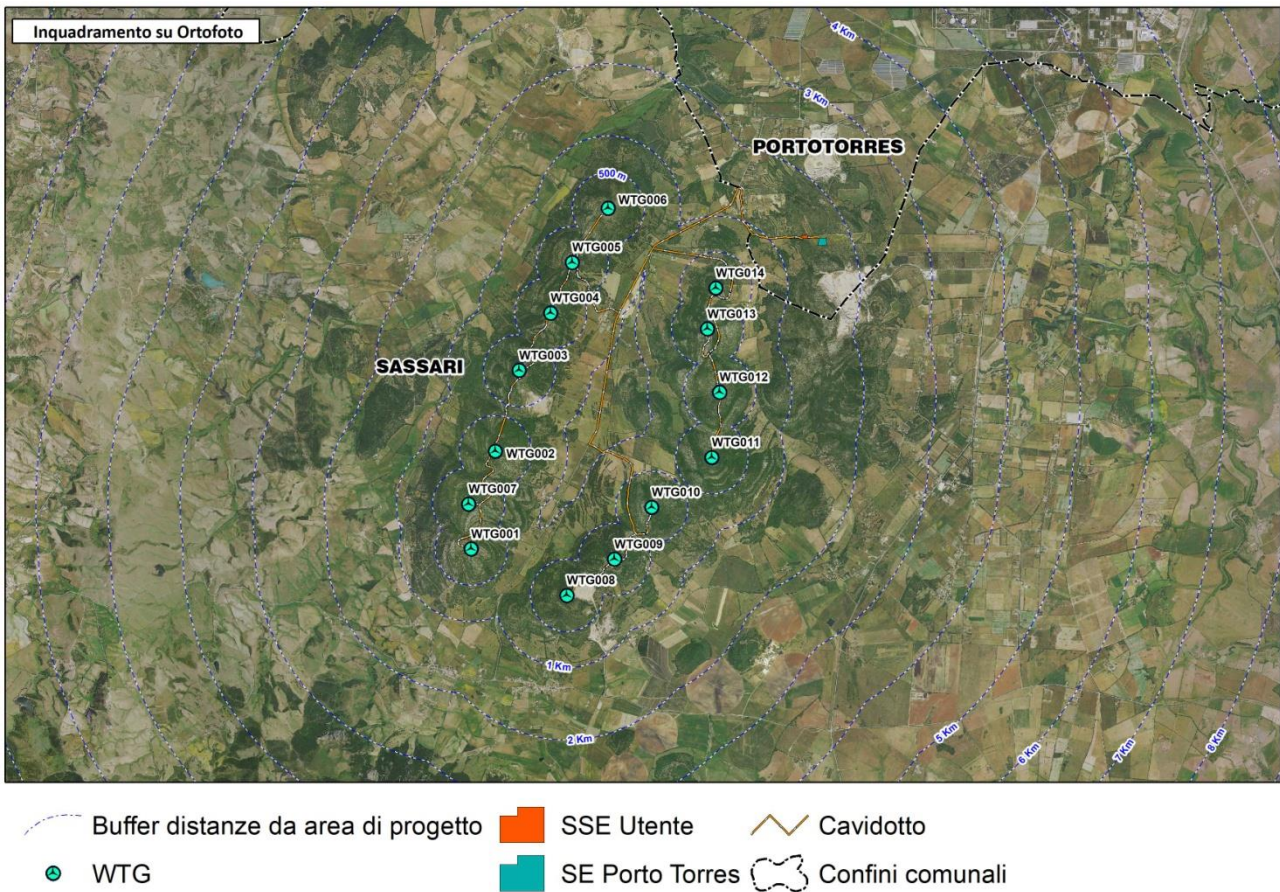 Inquadramento su Ortofoto
4 Km
3 Km
PORTOTORRES
500 m
WTG006
WTG005
WTG014
WTG004
WTG013
SASSARI
WTG003
WTG012
WTG002
WTG011
WTG007
WTG010
WTG001
WTG009
WTG008
1 Km
2 Km
5 Km
6 Km
7 Km
8 Km
Buffer distanze da area di progetto
SSE Utente
Cavidotto
WTG
SE Porto Torres
Confini comunali